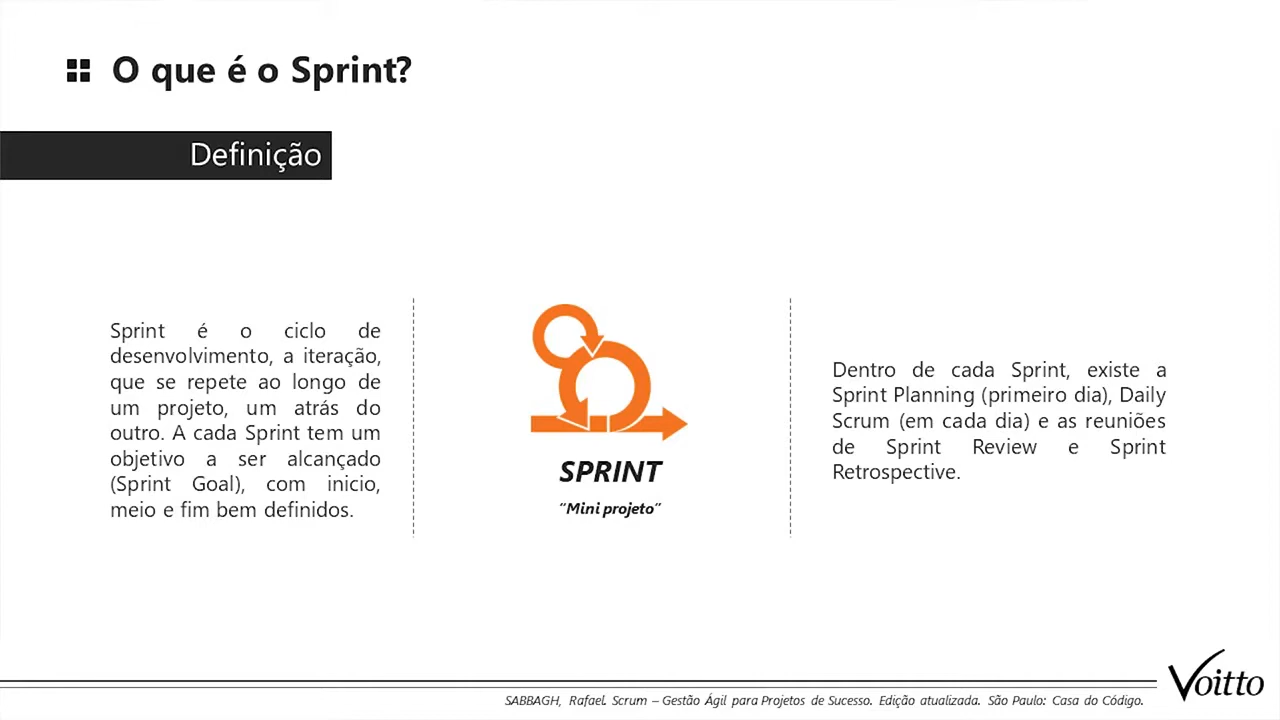 O que é o Sprint?
Definição
Sprint é o ciclo de
desenvolvimento, a iteração,
que se repete ao longo de
um projeto, um atrás do
outro. A cada Sprint tem um
objetivo a ser alcançado
(Sprint Goal), com inicio,
meio e fim bem definidos.
SPRINT
“Mini projeto”
Dentro de cada Sprint, existe a
Sprint Planning (primeiro dia), Daily
Scrum (em cada dia) e as reuniões
de Sprint Review e Sprint
Retrospective.
SABBAGH, Rafael. Scrum – Gestão Ágil para Projetos de Sucesso. Edição atualizada. São Paulo: Casa do Código.
Voitto